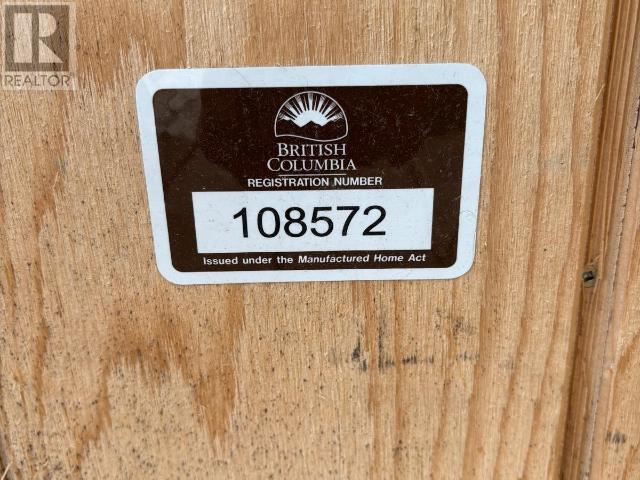 REALTOR
BRITISH
COLUMBIA
REGISTRATION NUMBER
108572
Issued under the Manufactured Home Act